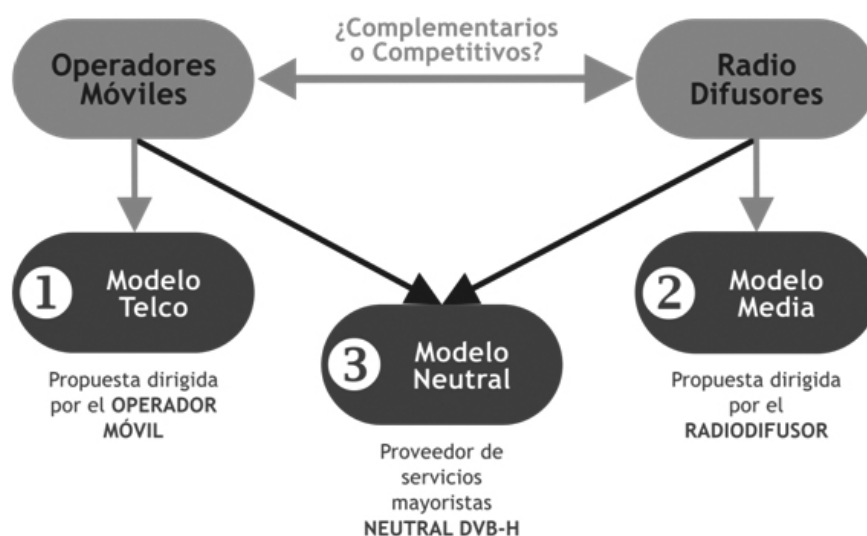 ¿Complementarios
o Competitivos?
Operadores
Móviles
Radio
Difusores
1
Modelo
Telco
2
Modelo
Media
3
Modelo
Neutral
Propuesta dirigida
por el OPERADOR
MÓVIL
Propuesta dirigida
por el
RADIODIFUSOR
Proveedor de
servicios
mayoristas
NEUTRAL DVB-H